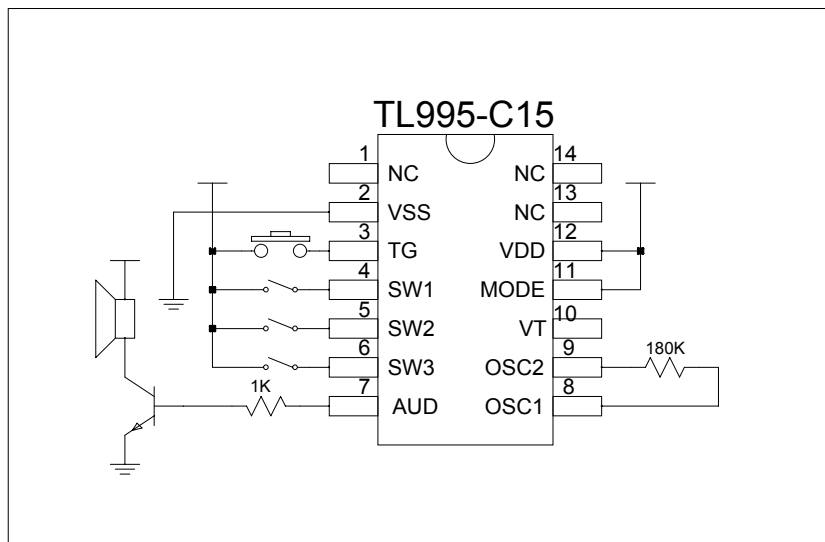 TL995-C15
1 NC
2 VSS
3 TG
4 SW1
5 SW2
6 SW3
7 AUD
14 NC
13 NC
12 VDD
11 MODE
10 VT
9 OSC2
8 OSC1
1K
180K